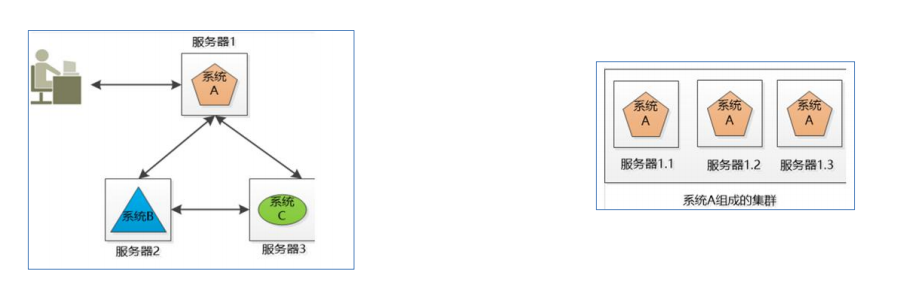 服务器1
系统
A
系统B
服务器2
系统
C
服务器3
系统
A
服务器1.1
系统
A
服务器1.2
系统
A
服务器1.3
系统A组成的集群